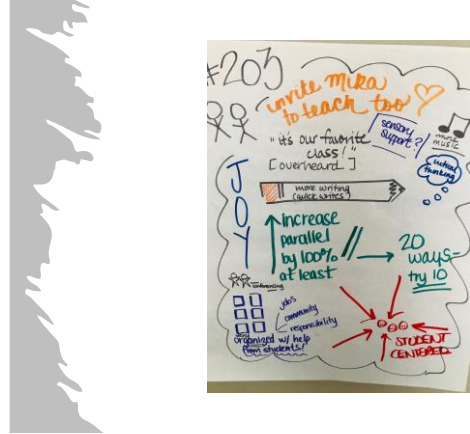 #203
invite Mika
to teach too
"it's our favorite
class!"
[overheard]
sensory
support?
more
music
critical
thinking
JOY
more writing
(quick writes)
increase
parallel
by 100%
at least
20
ways-
try 10
conferencing
jobs
community
responsibility
organized w/ help
from students!
STUDENT
CENTERED